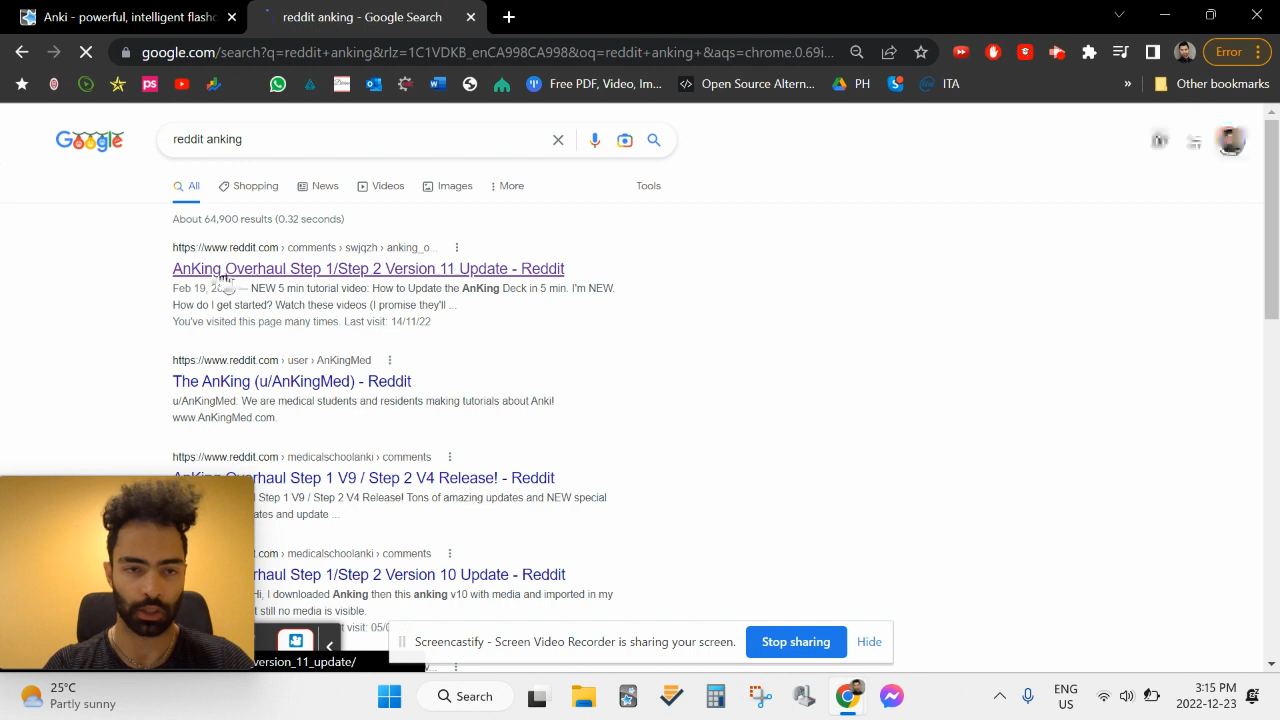 Anki - powerful, intelligent flashc
reddit anking - Google Search
google.com/search?q=reddit+anking&rlz=1C1VDKB_enCA998CA998&oq=reddit+anking+&aqs=chrome.0.69i...
Error
ps
Free PDF, Video, Im...
Open Source Altern...
PH
ITA
»
Other bookmarks
Google
reddit anking
All
Shopping
News
Videos
Images
More
Tools
About 64,900 results (0.32 seconds)
https://www.reddit.com › comments › swjqzh › anking_o...
AnKing Overhaul Step 1/Step 2 Version 11 Update - Reddit
Feb 19, — NEW 5 min tutorial video: How to Update the AnKing Deck in 5 min. I'm NEW.
How do I get started? Watch these videos (I promise they'll ...
You've visited this page many times. Last visit: 14/11/22
https://www.reddit.com › user › AnKingMed
The AnKing (u/AnKingMed) - Reddit
u/AnKingMed: We are medical students and residents making tutorials about Anki!
www.AnKingMed.com.
https://www.reddit.com › medicalschoolanki › comments
AnKing Overhaul Step 1 V9 / Step 2 V4 Release! - Reddit
Step 1 V9 / Step 2 V4 Release! Tons of amazing updates and NEW special
ates and update ...
.com › medicalschoolanki › comments
haul Step 1/Step 2 Version 10 Update - Reddit
Hi, I downloaded Anking then this anking v10 with media and imported in my
st still no media is visible.
visit: 05/0
Screencastify - Screen Video Recorder is sharing your screen.
Stop sharing
Hide
version_11_update/
25°C
Partly sunny
Search
ENG
US
3:15 PM
2022-12-23